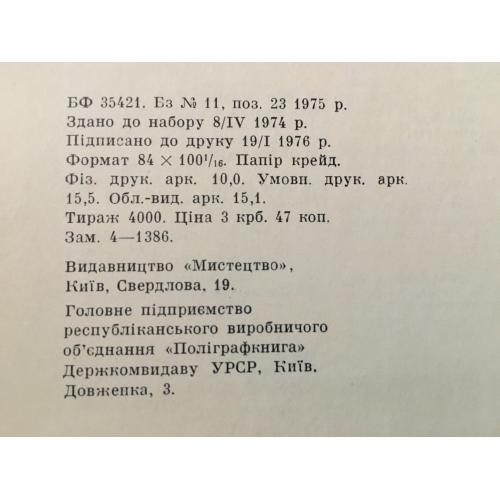 БФ 35421. Бз № 11, поз. 23 1975 р.
Здано до набору 8/IV 1974 р.
Підписано до друку 19/I 1976 р.
Формат 84 × 100¹/₁₆. Папір крейд.
Фіз. друк. арк. 10,0. Умовн. друк. арк.
15,5. Обл.-вид. арк. 15,1.
Тираж 4000. Ціна 3 крб. 47 коп.
Зам. 4—1386.
Видавництво «Мистецтво»,
Київ, Свердлова, 19.
Головне підприємство
республіканського виробничого
об'єднання «Поліграфкнига»
Держкомвидаву УРСР, Київ.
Довженка, 3.